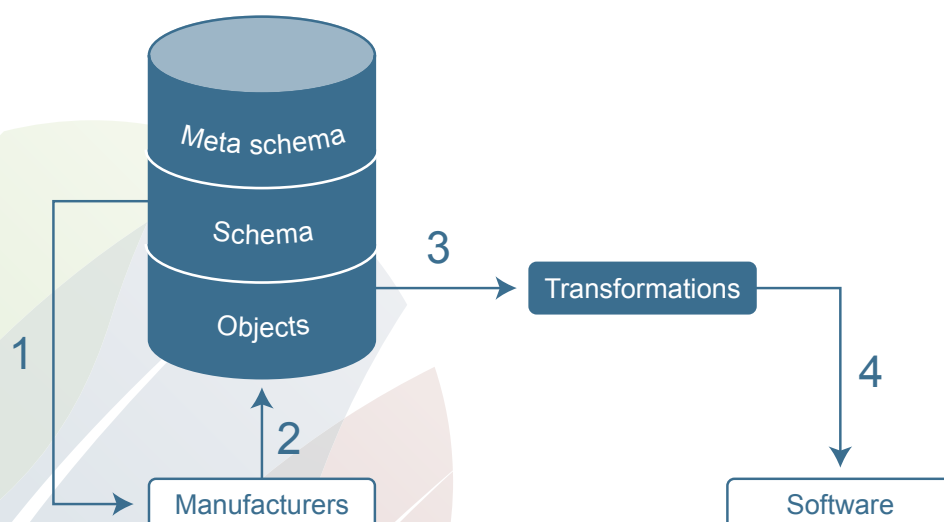 Meta schema
Schema
Objects
1
2
3
Transformations
4
Manufacturers
Software